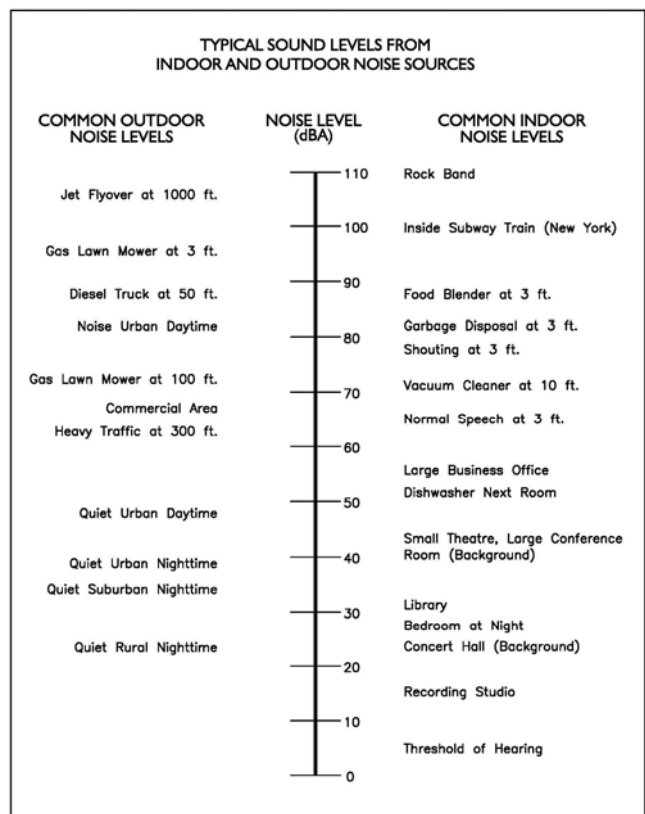 TYPICAL SOUND LEVELS FROM
INDOOR AND OUTDOOR NOISE SOURCES
COMMON OUTDOOR
NOISE LEVELS
NOISE LEVEL
(dBA)
COMMON INDOOR
NOISE LEVELS
110 Rock Band
Jet Flyover at 1000 ft.
100 Inside Subway Train (New York)
Gas Lawn Mower at 3 ft.
90
Diesel Truck at 50 ft. Food Blender at 3 ft.
Noise Urban Daytime Garbage Disposal at 3 ft.
80
Shouting at 3 ft.
Gas Lawn Mower at 100 ft. Vacuum Cleaner at 10 ft.
70
Commercial Area
Normal Speech at 3 ft.
Heavy Traffic at 300 ft.
60
Large Business Office
Dishwasher Next Room
50
Quiet Urban Daytime
Small Theatre, Large Conference
40
Room (Background)
Quiet Urban Nighttime
Quiet Suburban Nighttime
Library
30
Bedroom at Night
Quiet Rural Nighttime Concert Hall (Background)
20
Recording Studio
10
Threshold of Hearing
0